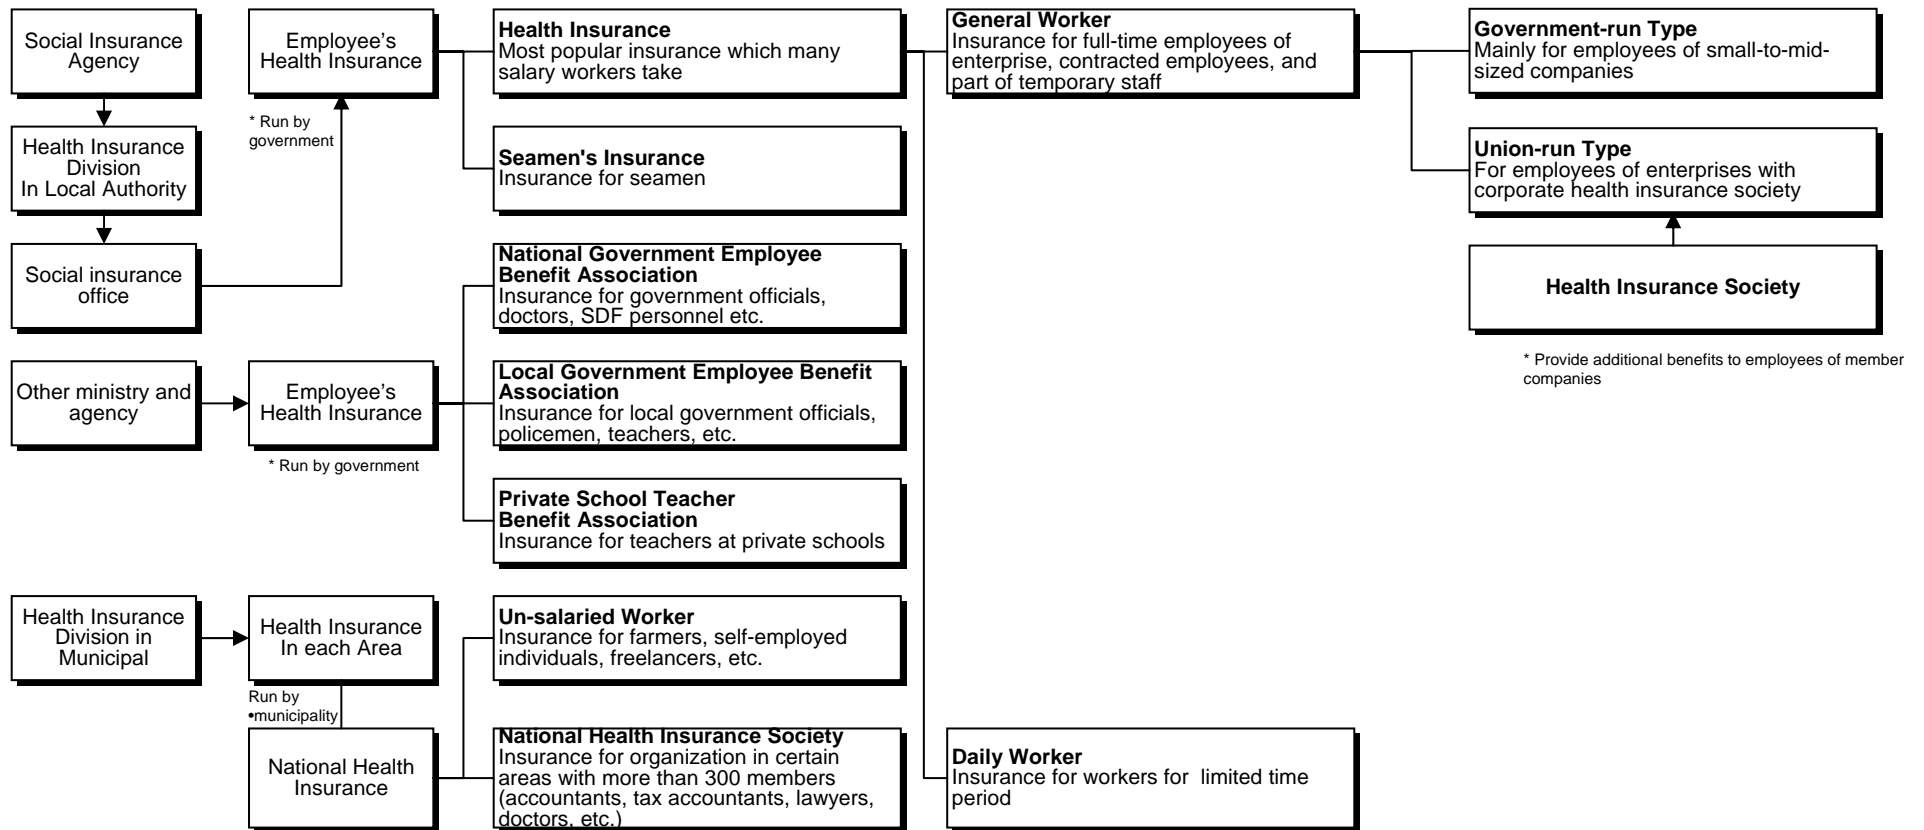 Social Insurance
Agency
Employee’s
Health Insurance
Health Insurance
Most popular insurance which many
salary workers take
General Worker
Insurance for full-time employees of
enterprise, contracted employees, and
part of temporary staff
Government-run Type
Mainly for employees of small-to-mid-
sized companies
* Run by
government
Health Insurance
Division
In Local Authority
Seamen's Insurance
Insurance for seamen
Union-run Type
For employees of enterprises with
corporate health insurance society
Social insurance
office
National Government Employee
Benefit Association
Insurance for government officials,
doctors, SDF personnel etc.
Health Insurance Society
* Provide additional benefits to employees of member
companies
Other ministry and
agency
Employee’s
Health Insurance
* Run by government
Local Government Employee Benefit
Association
Insurance for local government officials,
policemen, teachers, etc.
Private School Teacher
Benefit Association
Insurance for teachers at private schools
Health Insurance
Division in
Municipal
Health Insurance
In each Area
Un-salaried Worker
Insurance for farmers, self-employed
individuals, freelancers, etc.
Run by
•municipality
National Health
Insurance
National Health Insurance Society
Insurance for organization in certain
areas with more than 300 members
(accountants, tax accountants, lawyers,
doctors, etc.)
Daily Worker
Insurance for workers for  limited time
period